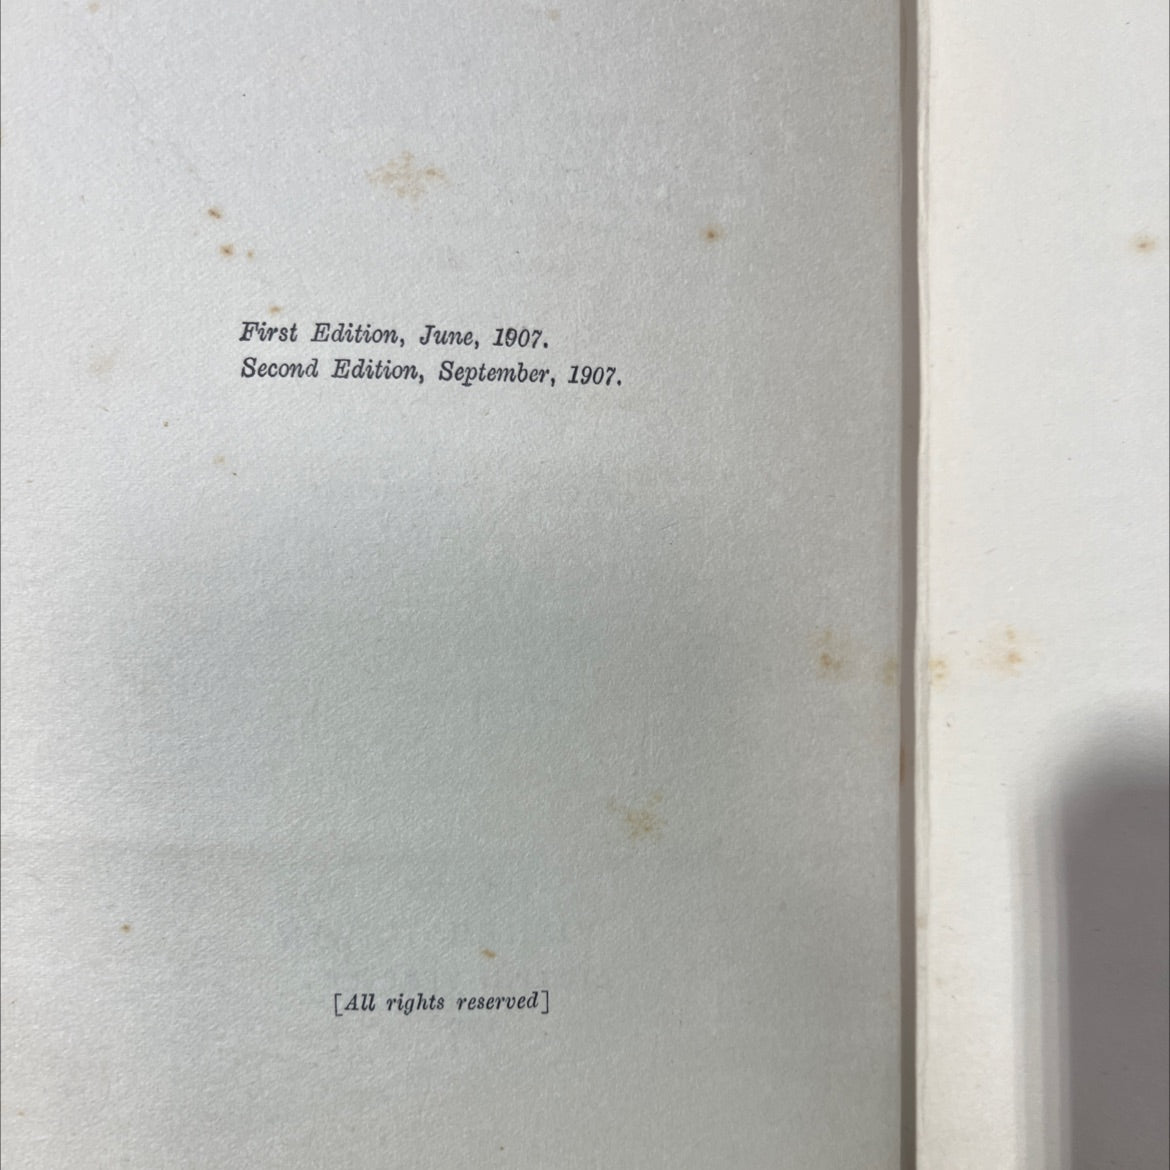 First Edition, June, 1907.
Second Edition, September, 1907.
[All rights reserved]